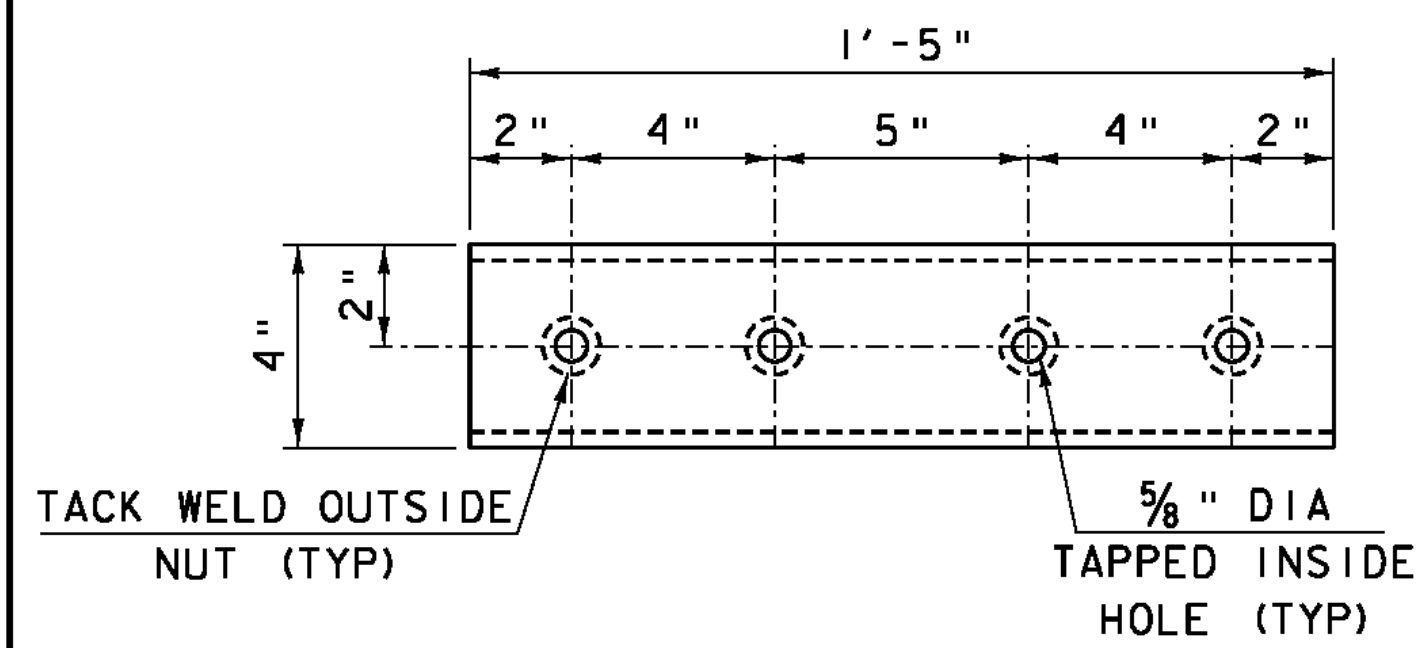 1'-5"
2" 4" 5" 4" 2"
2"
4"
TACK WELD OUTSIDE
NUT (TYP)
5/8" DIA
TAPPED INSIDE
HOLE (TYP)